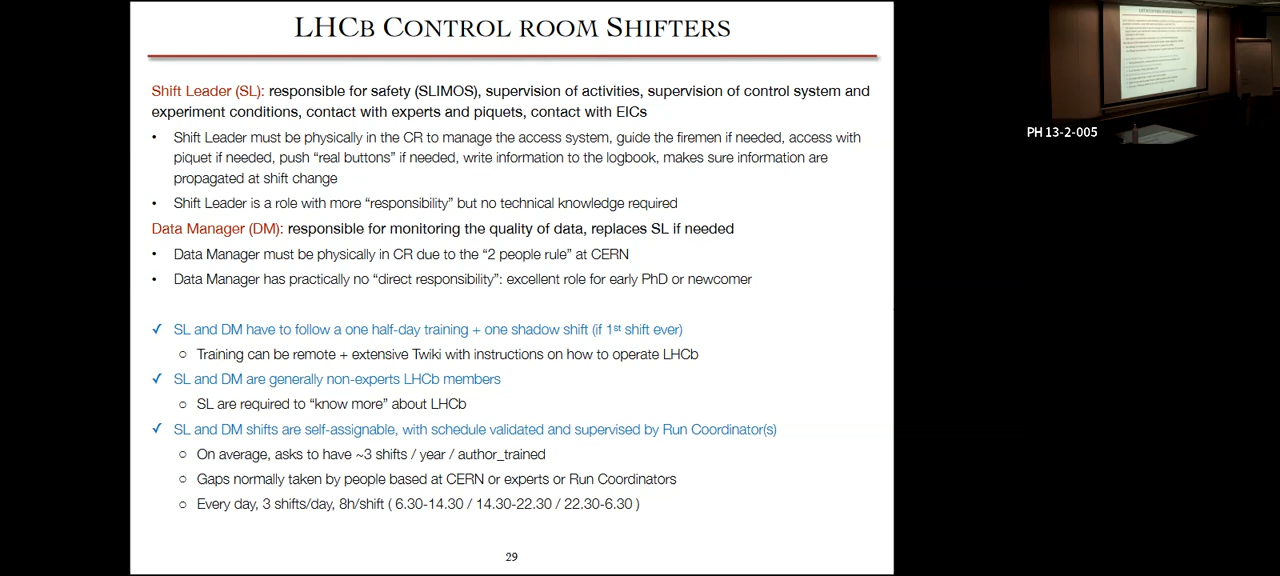 LHCb Control room Shifters
Shift Leader (SL): responsible for safety (SLIMOS), supervision of activities, supervision of control system and
experiment conditions, contact with experts and piquets, contact with EICs
• Shift Leader must be physically in the CR to manage the access system, guide the firemen if needed, access with
piquet if needed, push “real buttons” if needed, write information to the logbook, makes sure information are
propagated at shift change
• Shift Leader is a role with more “responsibility” but no technical knowledge required
Data Manager (DM): responsible for monitoring the quality of data, replaces SL if needed
• Data Manager must be physically in CR due to the “2 people rule” at CERN
• Data Manager has practically no “direct responsibility”: excellent role for early PhD or newcomer
✓ SL and DM have to follow a one half-day training + one shadow shift (if 1st shift ever)
○ Training can be remote + extensive Twiki with instructions on how to operate LHCb
✓ SL and DM are generally non-experts LHCb members
○ SL are required to “know more” about LHCb
✓ SL and DM shifts are self-assignable, with schedule validated and supervised by Run Coordinator(s)
○ On average, asks to have ~3 shifts / year / author_trained
○ Gaps normally taken by people based at CERN or experts or Run Coordinators
○ Every day, 3 shifts/day, 8h/shift ( 6.30-14.30 / 14.30-22.30 / 22.30-6.30 )
29
PH 13-2-005